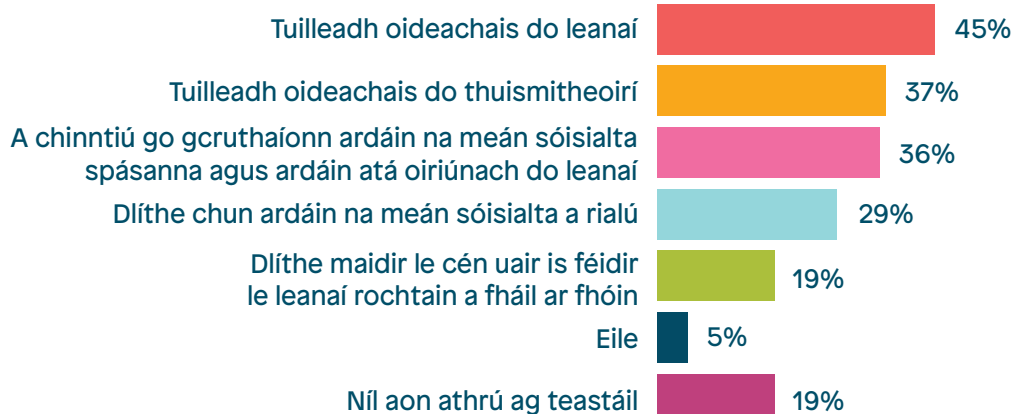 Tuilleadh oideachais do leanaí 45%
Tuilleadh oideachais do thuismitheoirí 37%
A chinntiú go gcruthaíonn ardáin na meán sóisialta
spásanna agus ardáin atá oiriúnach do leanaí 36%
Dlíthe chun ardáin na meán sóisialta a rialú 29%
Dlíthe maidir le cén uair is féidir
le leanaí rochtain a fháil ar fhóin 19%
Eile 5%
Níl aon athrú ag teastáil 19%